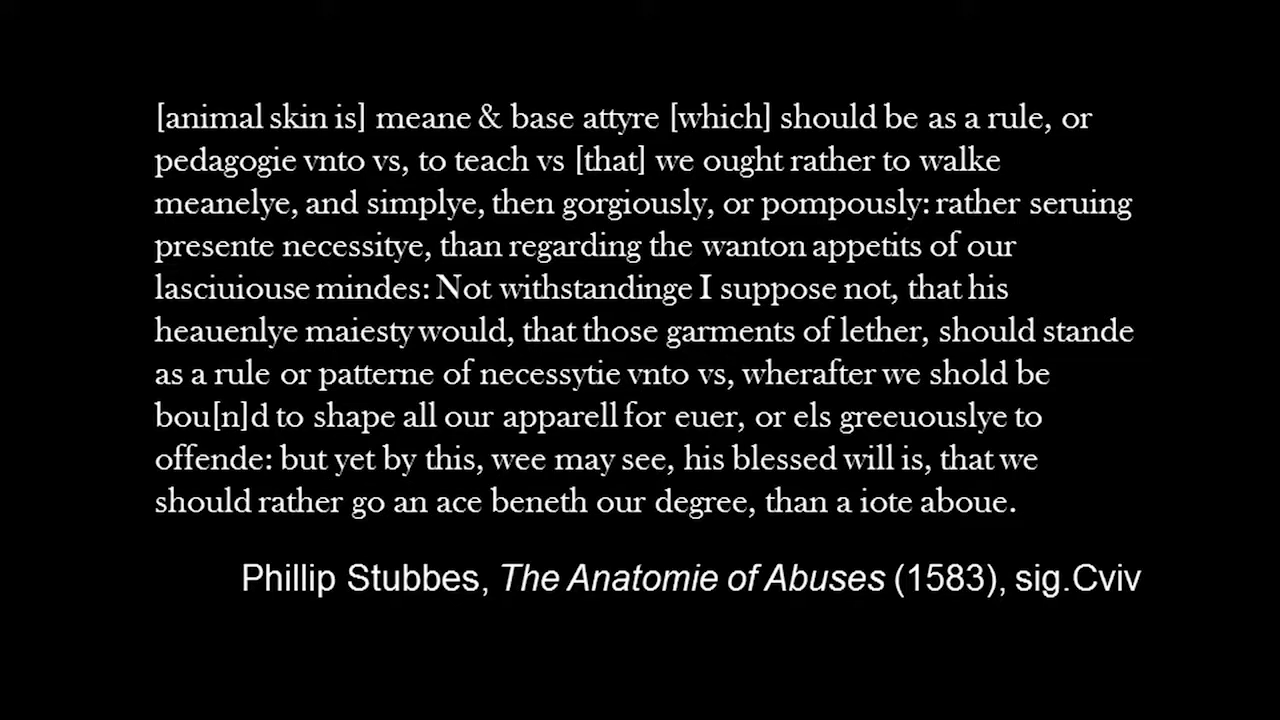 [animal skin is] meane & base attyre [which] should be as a rule, or
pedagogie vnto vs, to teach vs [that] we ought rather to walke
meanelye, and simplye, then gorgiously, or pompously: rather seruing
presente necessitye, than regarding the wanton appetits of our
lasciuiouse mindes: Not withstandinge I suppose not, that his
heauenlye maiesty would, that those garments of lether, should stande
as a rule or patterne of necessytie vnto vs, wherafter we shold be
bou[n]d to shape all our apparell for euer, or els greeuouslye to
offende: but yet by this, wee may see, his blessed will is, that we
should rather go an ace beneth our degree, than a iote aboue.
Phillip Stubbes, The Anatomie of Abuses (1583), sig.Cviv